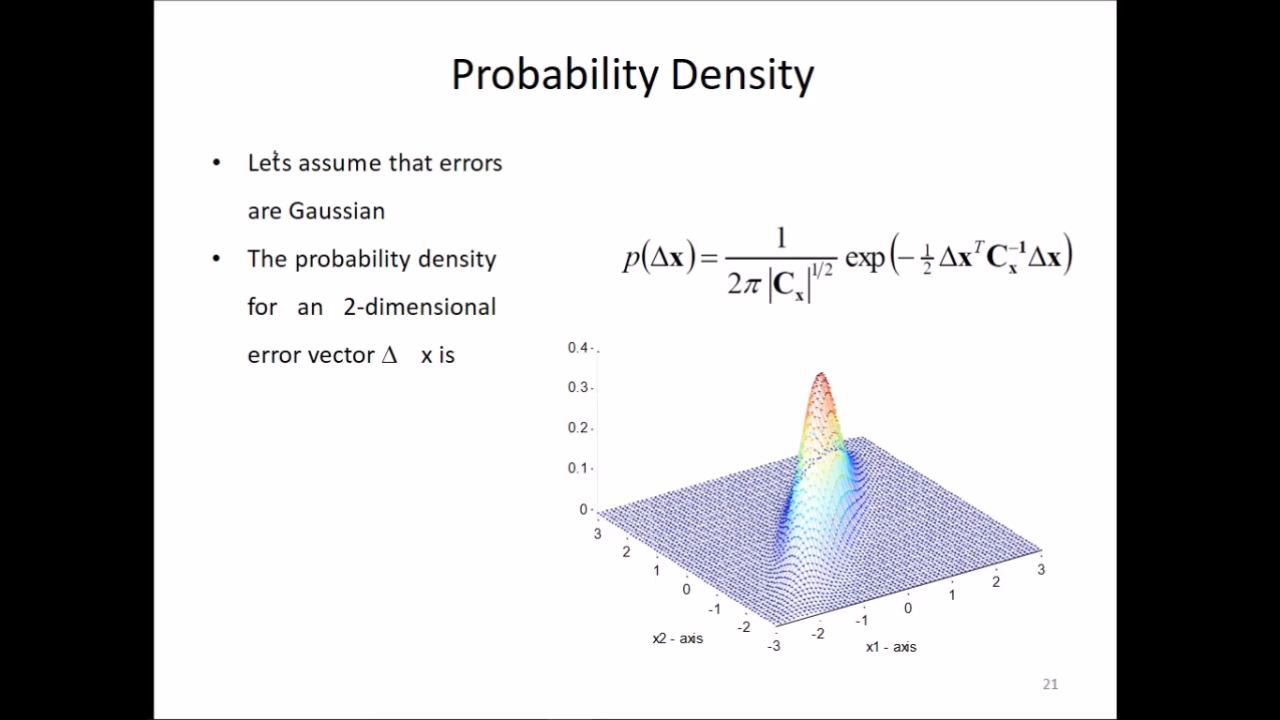 Probability Density
• Let's assume that errors
are Gaussian
• The probability density
for an 2-dimensional
error vector Δ x is
p(Δx) = 1 / (2π |Cₓ|^1/2) exp(−½ Δx^T Cₓ^−1 Δx)
0.4
0.3
0.2
0.1
0
3
2
1
0
-1
-2
-3
x2 - axis
-2
-1
0
1
2
3
x1 - axis
21